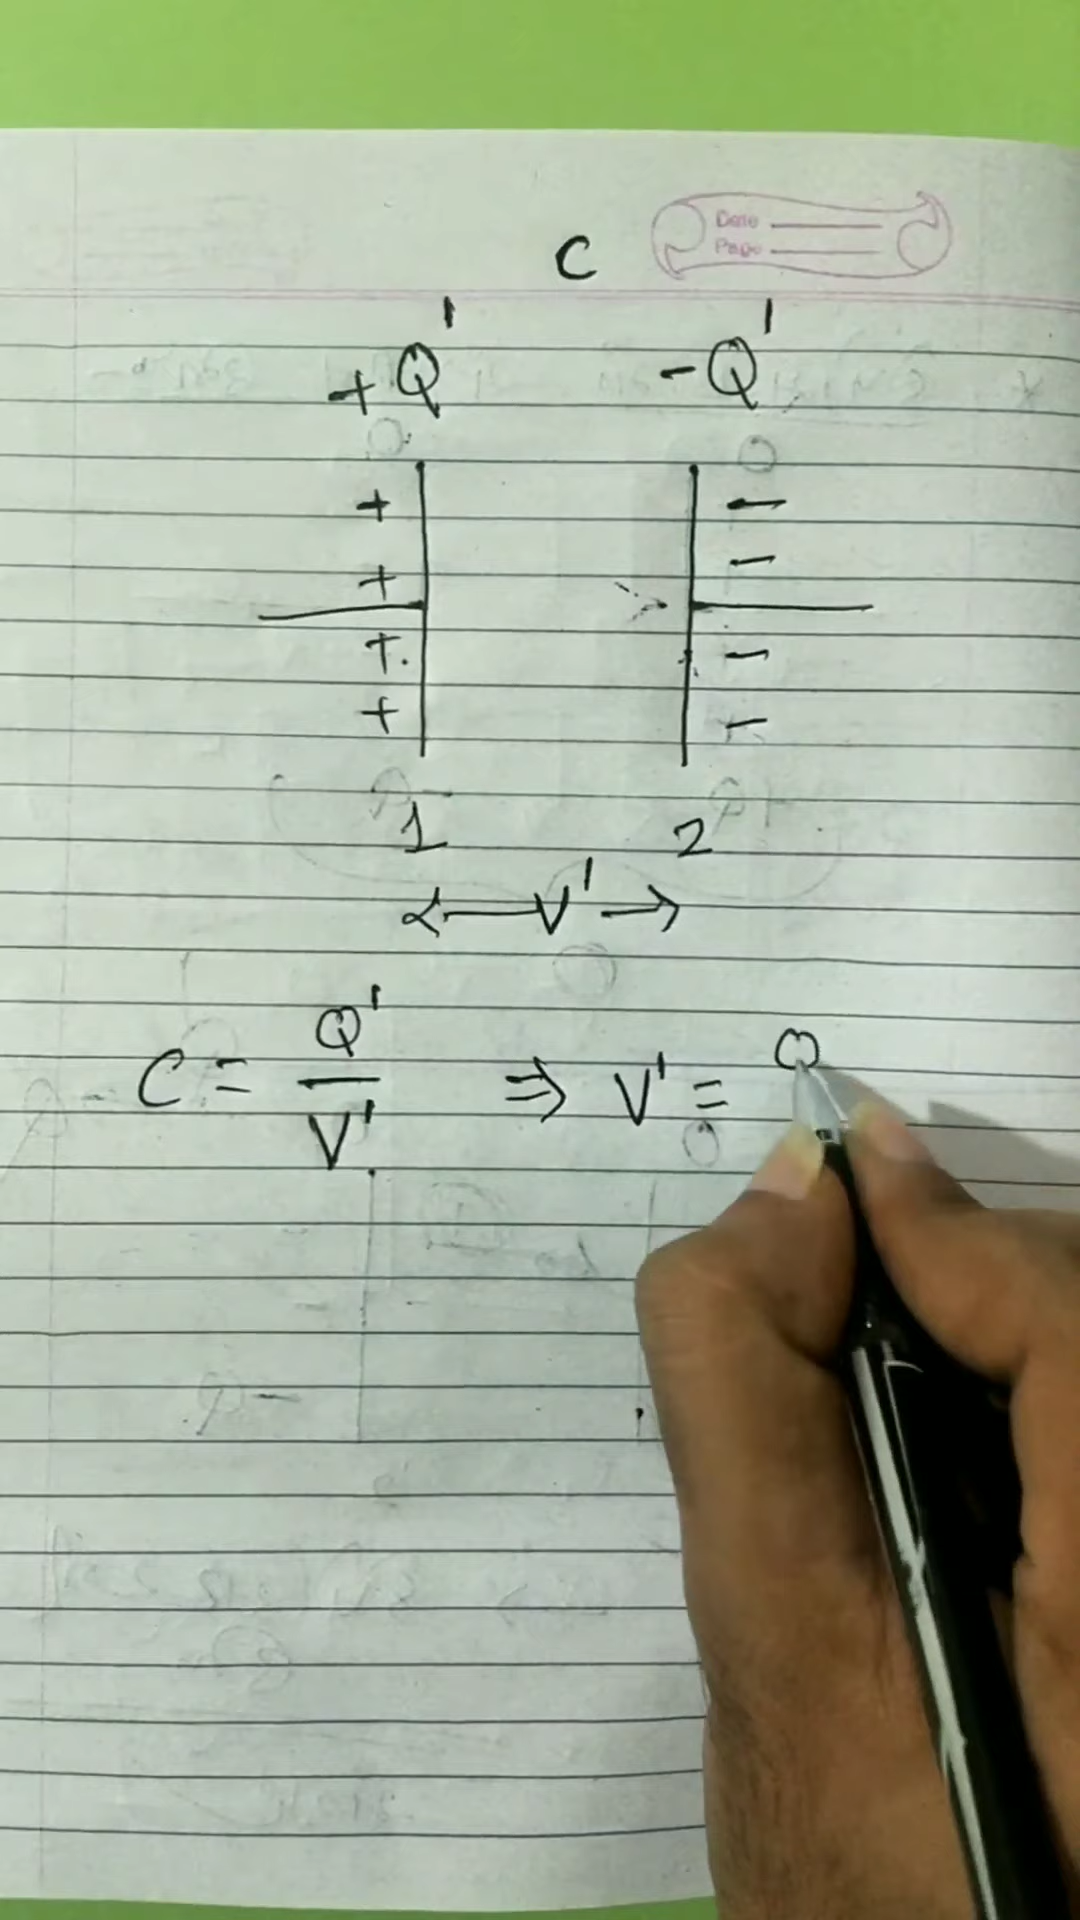 Date
Page
C
+Q' -Q'
+ -
+ -
+ -
+ -
1 2
<—V'—>
C = Q'/V' ⇒ V' = Q